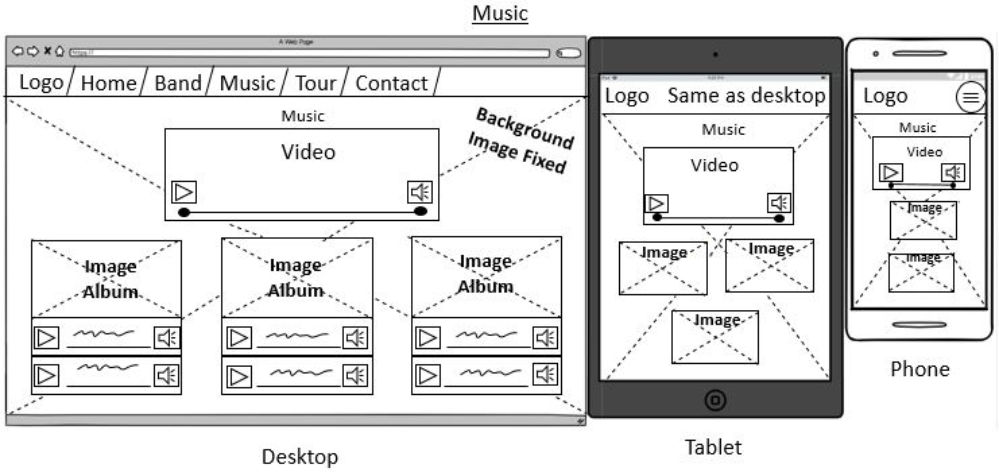 Music
A Web Page
Logo Home Band Music Tour Contact
Music
Background
Image Fixed
Video
Image
Album
Image
Album
Image
Album
Desktop
Logo Same as desktop
Music
Video
Image
Image
Image
Tablet
Logo
Music
Video
Image
Image
Phone